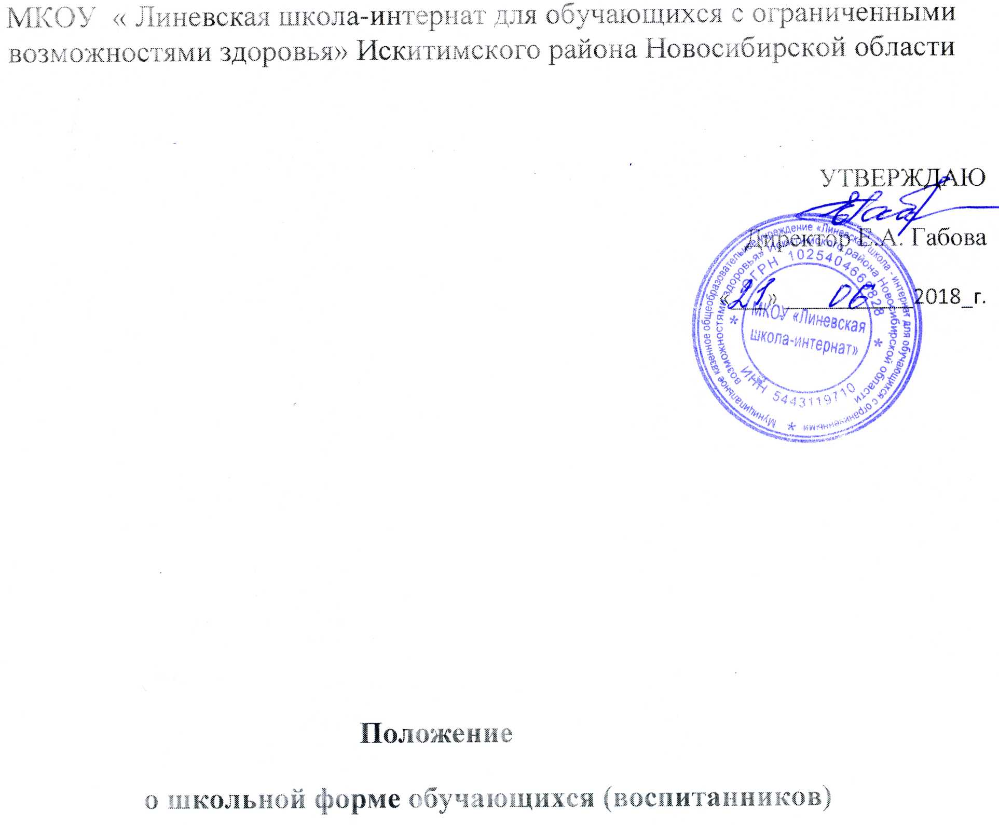 МКОУ « Линевская школа-интернат для обучающихся с ограниченными
возможностями здоровья» Искитимского района Новосибирской области
УТВЕРЖДАЮ
Директор Е.А. Габова
«21» 06 2018_г.
Муниципальное казенное общеобразовательное учреждение «Линевская школа - интернат для обучающихся с ограниченными
возможностями здоровья» Искитимского района Новосибирской области
ОГРН 1025404669828
МКОУ «Линевская
школа-интернат»
ИНН 5443119710
Положение
о школьной форме обучающихся (воспитанников)